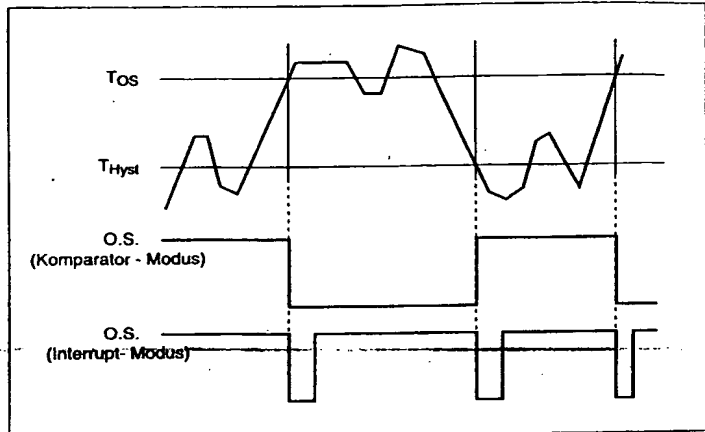 TOS
THyst
O.S.
(Komparator - Modus)
O.S.
(Interrupt- Modus)